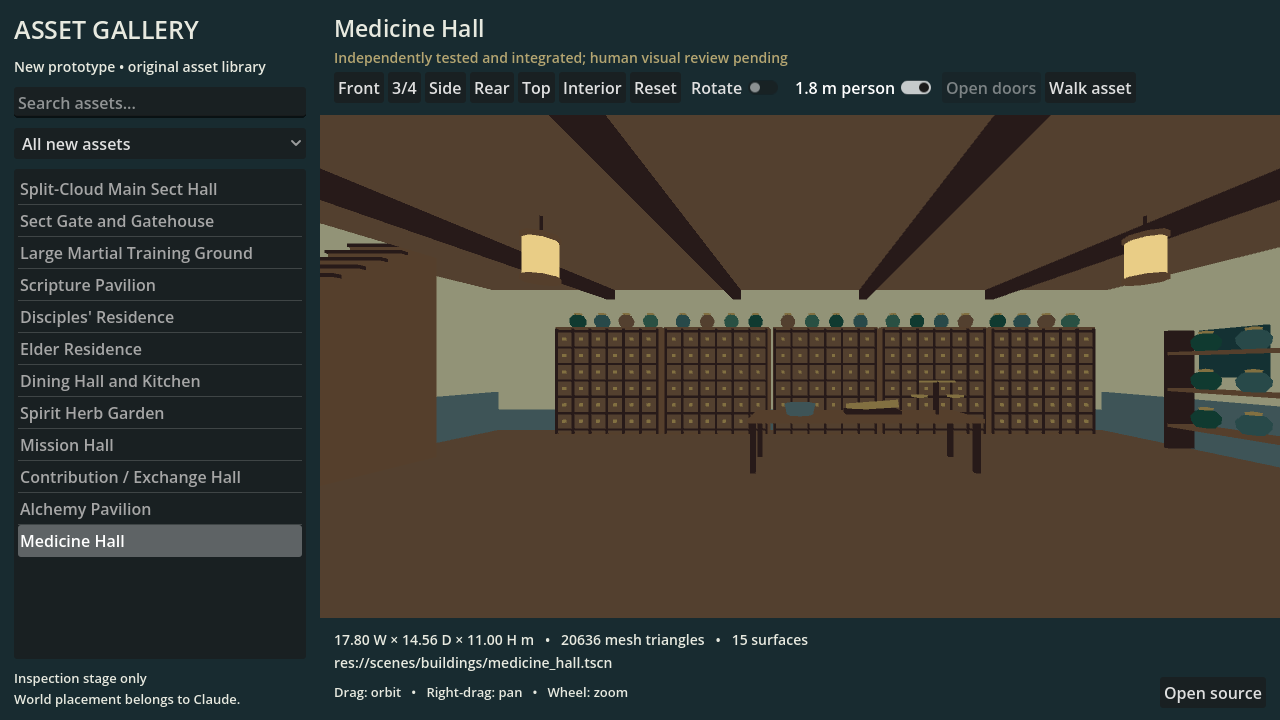 ASSET GALLERY
New prototype • original asset library
Search assets...
All new assets
Split-Cloud Main Sect Hall
Sect Gate and Gatehouse
Large Martial Training Ground
Scripture Pavilion
Disciples' Residence
Elder Residence
Dining Hall and Kitchen
Spirit Herb Garden
Mission Hall
Contribution / Exchange Hall
Alchemy Pavilion
Medicine Hall
Inspection stage only
World placement belongs to Claude.
Medicine Hall
Independently tested and integrated; human visual review pending
Front 3/4 Side Rear Top Interior Reset Rotate 1.8 m person Open doors Walk asset
17.80 W × 14.56 D × 11.00 H m • 20636 mesh triangles • 15 surfaces
res://scenes/buildings/medicine_hall.tscn
Drag: orbit • Right-drag: pan • Wheel: zoom
Open source